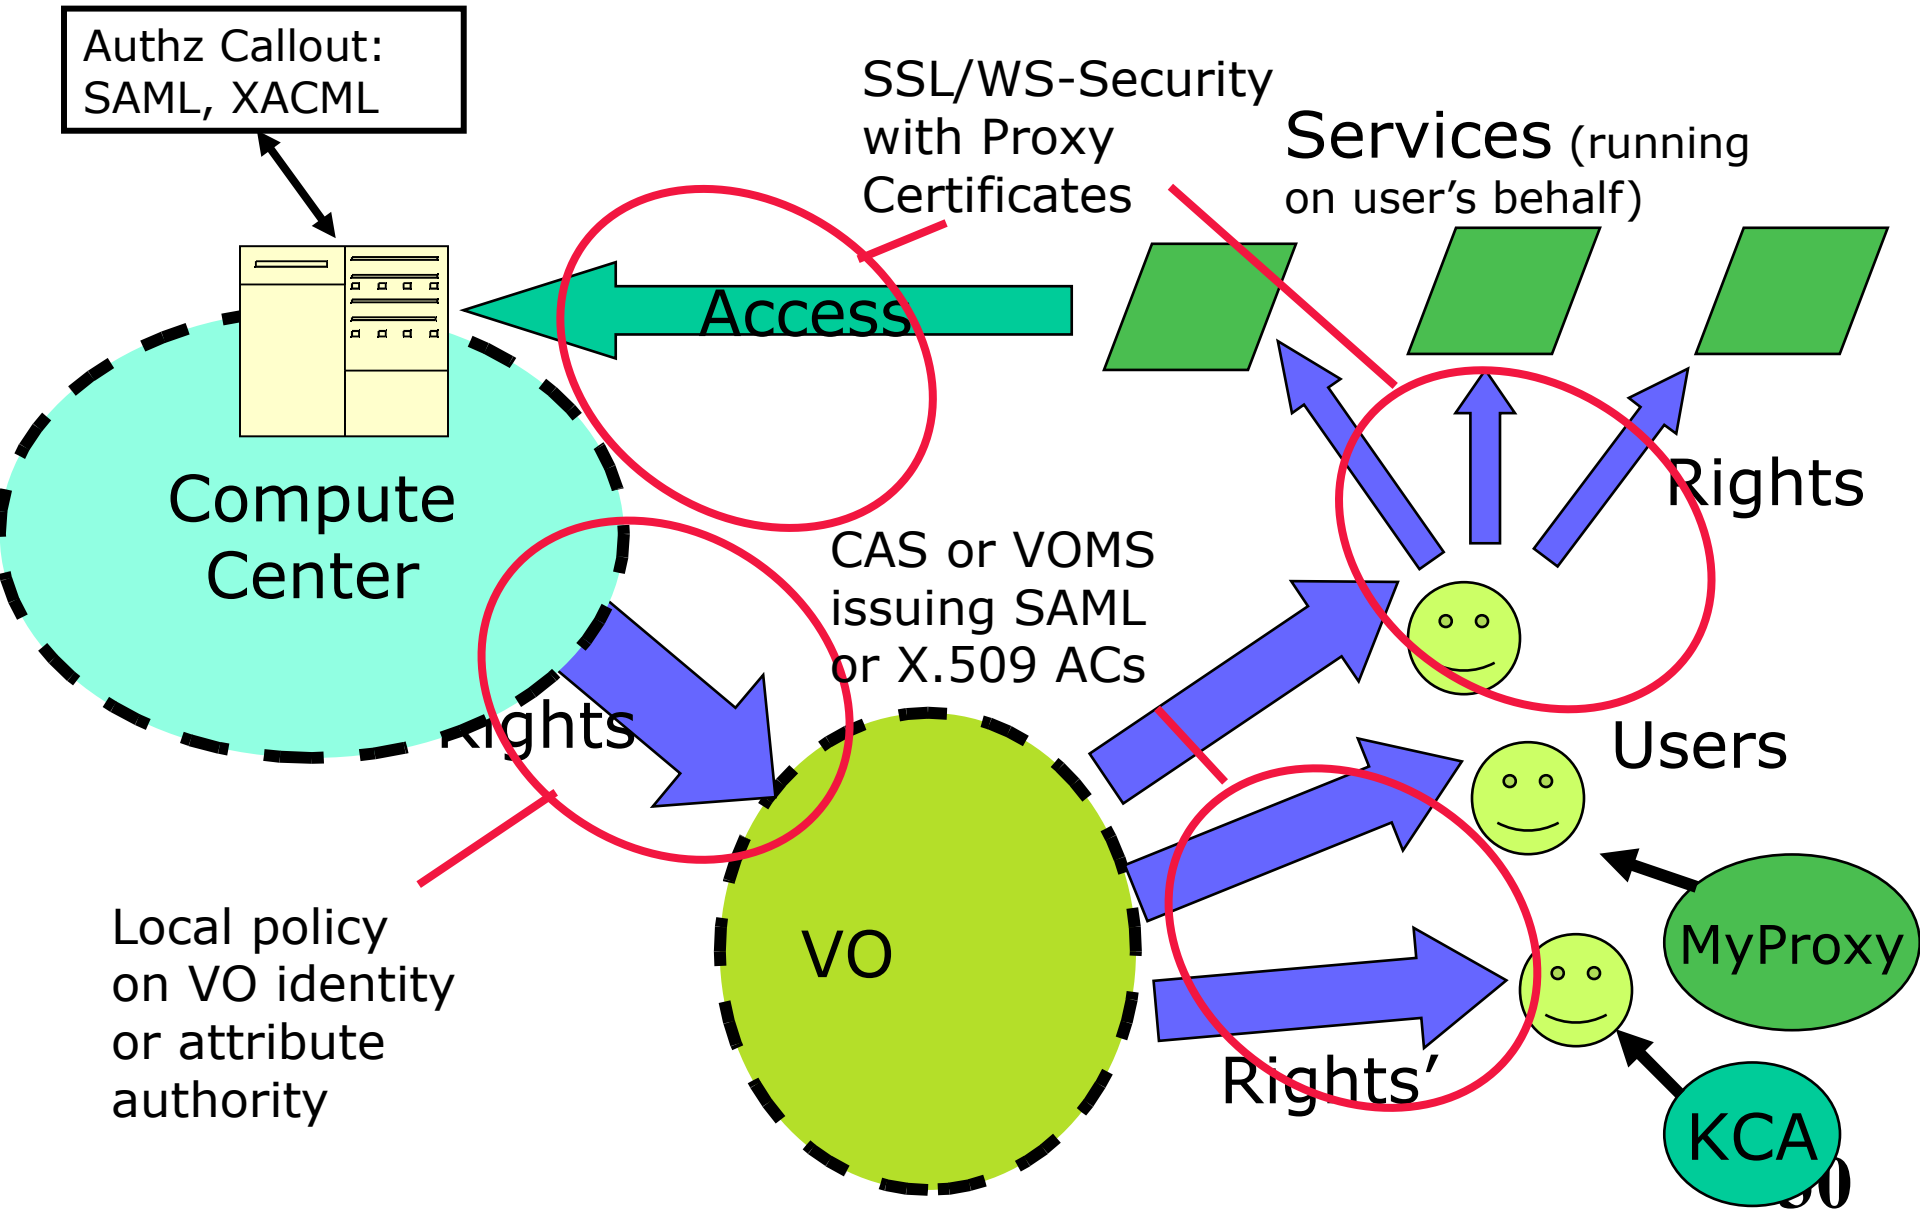 Authz Callout:
SAML, XACML
SSL/WS-Security
with Proxy
Certificates
Services (running
on user's behalf)
Access
Compute
Center
Rights
CAS or VOMS
issuing SAML
or X.509 ACs
Rights
Users
Local policy
on VO identity
or attribute
authority
VO
MyProxy
Rights’
KCA